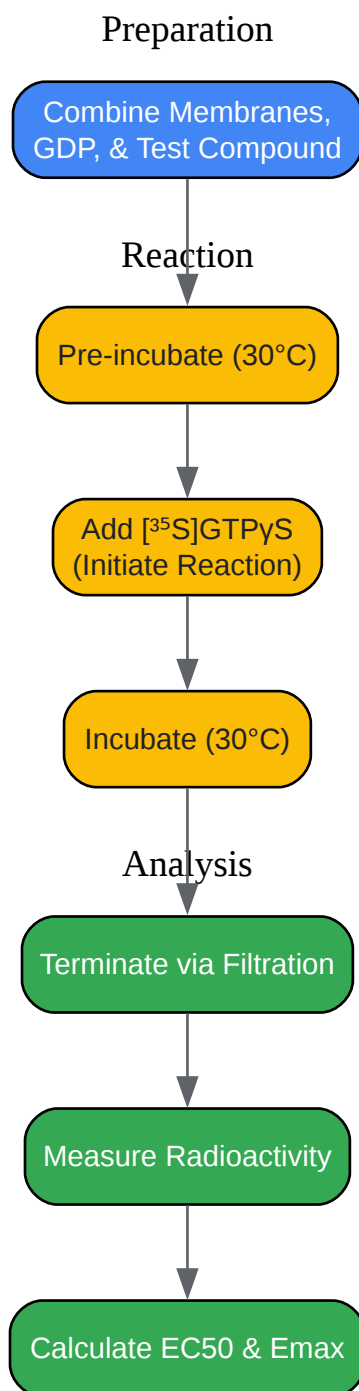 Preparation
Combine Membranes,
GDP, & Test Compound
Reaction
Pre-incubate (30°C)
Add [³⁵S]GTPγS
(Initiate Reaction)
Incubate (30°C)
Analysis
Terminate via Filtration
Measure Radioactivity
Calculate EC50 & Emax